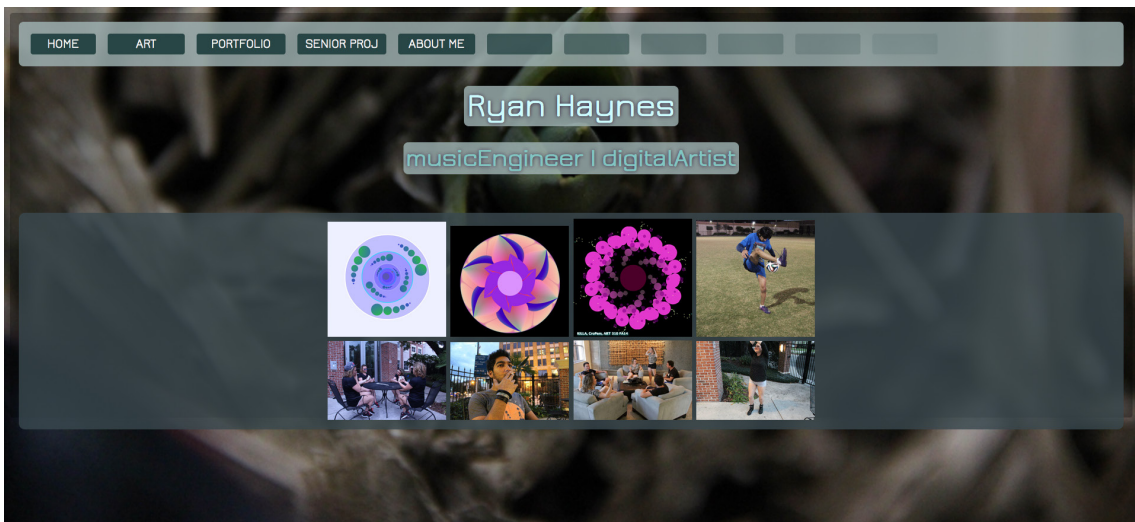 HOME ART PORTFOLIO SENIOR PROJ ABOUT ME
Ryan Haynes
musicEngineer | digitalArtist